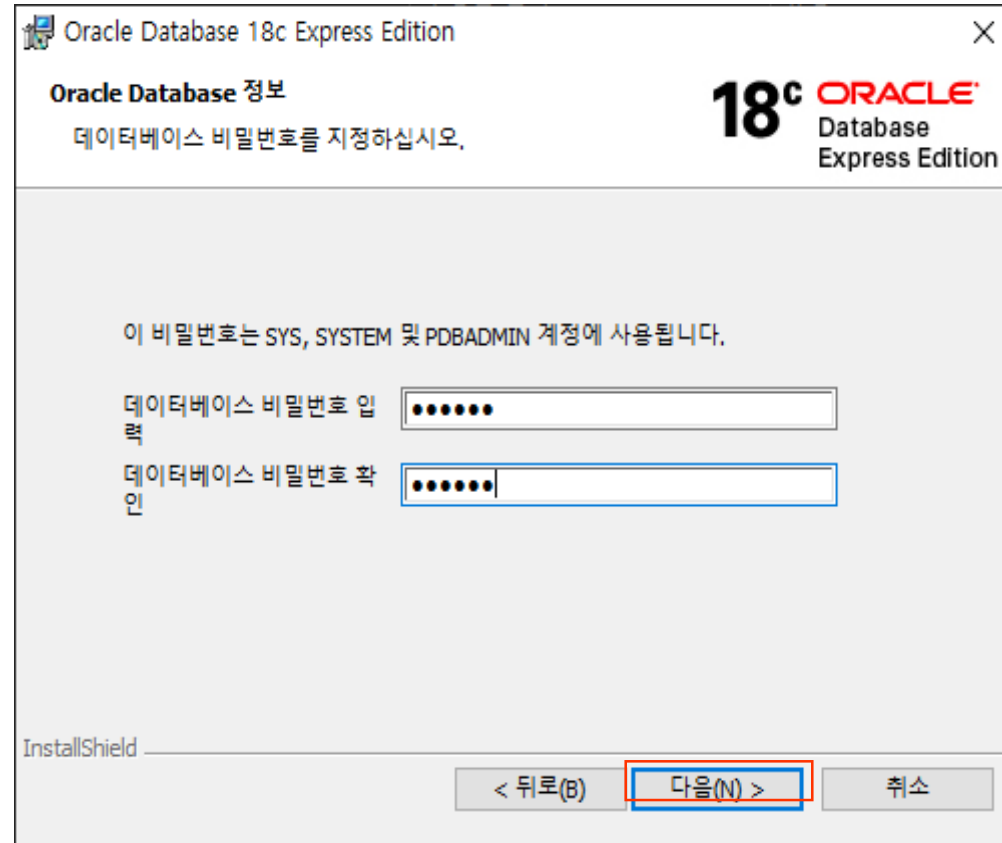 Oracle Database 18c Express Edition
Oracle Database 정보
데이터베이스 비밀번호를 지정하십시오.
18c ORACLE
Database
Express Edition
이 비밀번호는 SYS, SYSTEM 및 PDBADMIN 계정에 사용됩니다.
데이터베이스 비밀번호 입
력
●●●●●●
데이터베이스 비밀번호 확
인
●●●●●●
InstallShield
< 뒤로(B)
다음(N) >
취소